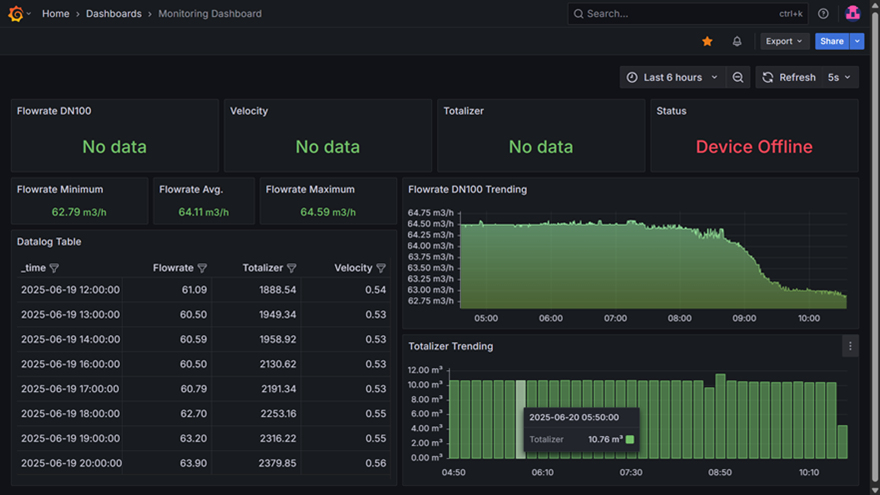 Home › Dashboards › Monitoring Dashboard
Search... ctrl+k
Export Share
Last 6 hours Refresh 5s
Flowrate DN100
No data
Velocity
No data
Totalizer
No data
Status
Device Offline
Flowrate Minimum
62.79 m3/h
Flowrate Avg.
64.11 m3/h
Flowrate Maximum
64.59 m3/h
Datalog Table
_time Flowrate Totalizer Velocity
2025-06-19 12:00:00 61.09 1888.54 0.54
2025-06-19 13:00:00 60.50 1949.34 0.53
2025-06-19 14:00:00 60.59 1958.92 0.53
2025-06-19 16:00:00 60.50 2130.62 0.53
2025-06-19 17:00:00 60.79 2191.34 0.53
2025-06-19 18:00:00 62.70 2253.16 0.55
2025-06-19 19:00:00 63.20 2316.22 0.55
2025-06-19 20:00:00 63.90 2379.85 0.56
Flowrate DN100 Trending
64.75 m3/h
64.50 m3/h
64.25 m3/h
64.00 m3/h
63.75 m3/h
63.50 m3/h
63.25 m3/h
63.00 m3/h
62.75 m3/h
05:00 06:00 07:00 08:00 09:00 10:00
Totalizer Trending
12.00 m³
10.00 m³
8.00 m³
6.00 m³
4.00 m³
2.00 m³
0.00 m³
2025-06-20 05:50:00
Totalizer 10.76 m³
04:50 06:10 07:30 08:50 10:10